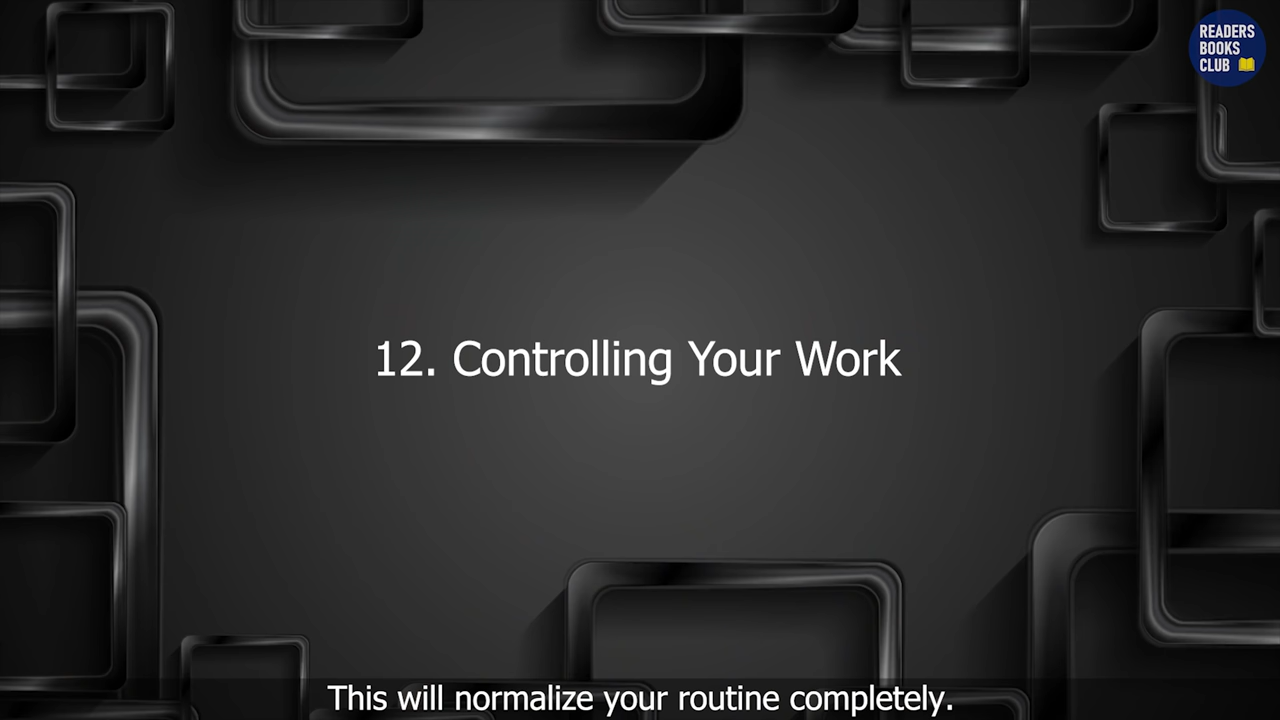 READERS
BOOKS
CLUB
12. Controlling Your Work
This will normalize your routine completely.